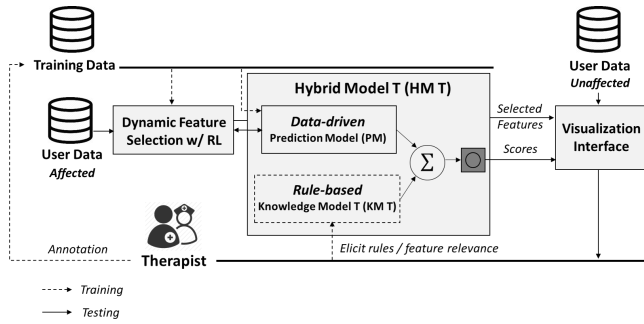 Training Data
User Data
Unaffected
Hybrid Model T (HM T)
Dynamic Feature
Selection w/ RL
Data-driven
Prediction Model (PM)
Selected
Features
Visualization
Interface
User Data
Affected
Σ
Scores
Rule-based
Knowledge Model T (KM T)
Annotation
Therapist
Elicit rules / feature relevance
Training
Testing